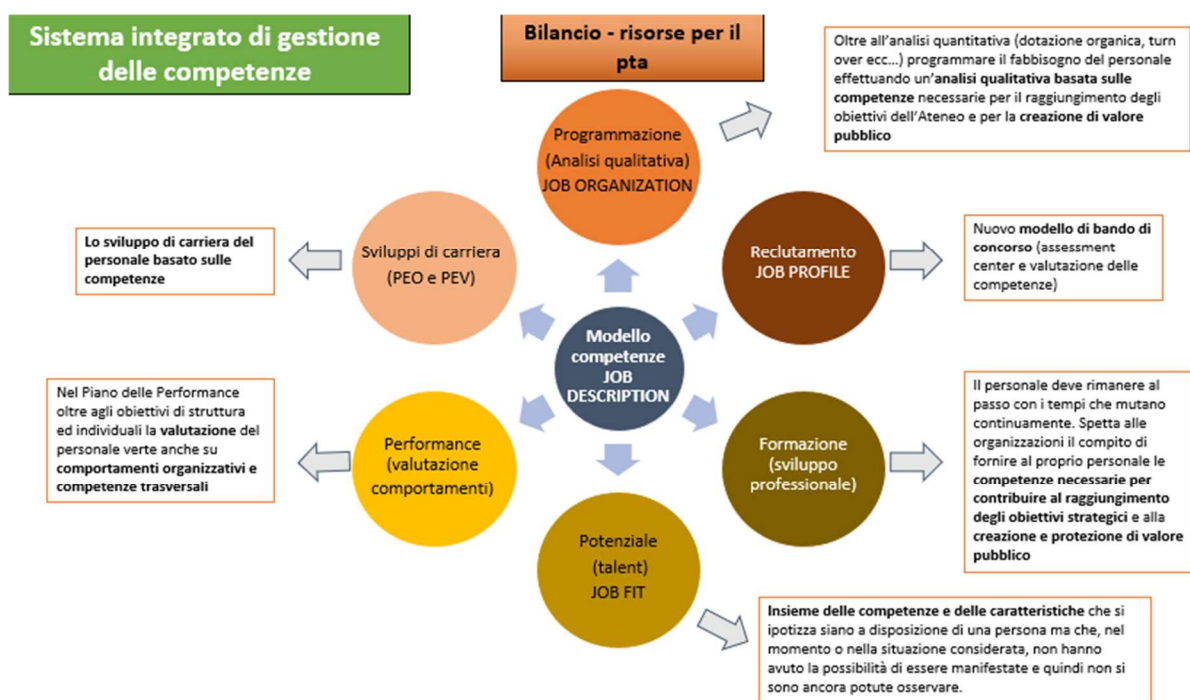 Sistema integrato di gestione
delle competenze
Bilancio - risorse per il
pta
Oltre all'analisi quantitativa (dotazione organica, turn
over ecc...) programmare il fabbisogno del personale
effettuando un'analisi qualitativa basata sulle
competenze necessarie per il raggiungimento degli
obiettivi dell'Ateneo e per la creazione di valore
pubblico
Programmazione
(Analisi qualitativa)
JOB ORGANIZATION
Lo sviluppo di carriera del
personale basato sulle
competenze
Sviluppi di carriera
(PEO e PEV)
Reclutamento
JOB PROFILE
Nuovo modello di bando di
concorso (assessment
center e valutazione delle
competenze)
Modello
competenze
JOB
DESCRIPTION
Nel Piano delle Performance
oltre agli obiettivi di struttura
ed individuali la valutazione del
personale verte anche su
comportamenti organizzativi e
competenze trasversali
Performance
(valutazione
comportamenti)
Formazione
(sviluppo
professionale)
Il personale deve rimanere al
passo con i tempi che mutano
continuamente. Spetta alle
organizzazioni il compito di
fornire al proprio personale le
competenze necessarie per
contribuire al raggiungimento
degli obiettivi strategici e alla
creazione e protezione di valore
pubblico
Potenziale
(talent)
JOB FIT
Insieme delle competenze e delle caratteristiche che si
ipotizza siano a disposizione di una persona ma che, nel
momento o nella situazione considerata, non hanno
avuto la possibilità di essere manifestate e quindi non si
sono ancora potute osservare.